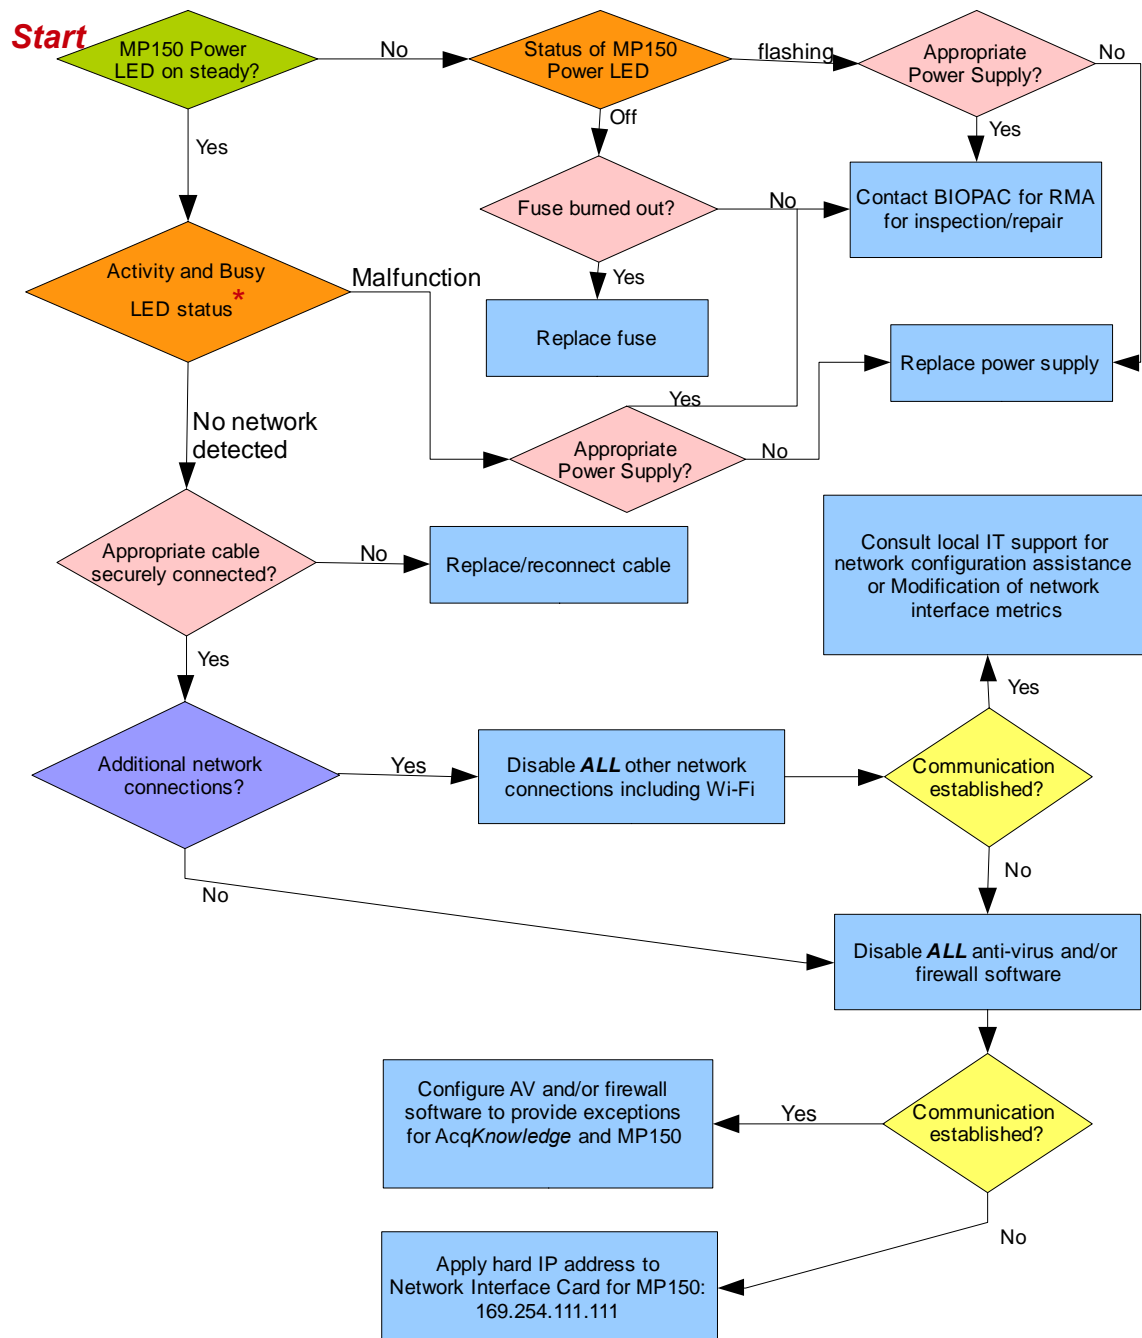 Start
MP150 Power
LED on steady?
No
Status of MP150
Power LED
flashing
Appropriate
Power Supply?
No
Yes
Off
Yes
Fuse burned out?
No
Contact BIOPAC for RMA
for inspection/repair
Activity and Busy
LED status*
Malfunction
Yes
Replace fuse
Replace power supply
Yes
No network
detected
Appropriate
Power Supply?
No
Appropriate cable
securely connected?
No
Replace/reconnect cable
Consult local IT support for
network configuration assistance
or Modification of network
interface metrics
Yes
Yes
Additional network
connections?
Yes
Disable ALL other network
connections including Wi-Fi
Communication
established?
No
No
Disable ALL anti-virus and/or
firewall software
Configure AV and/or firewall
software to provide exceptions
for AcqKnowledge and MP150
Yes
Communication
established?
No
Apply hard IP address to
Network Interface Card for MP150:
169.254.111.111